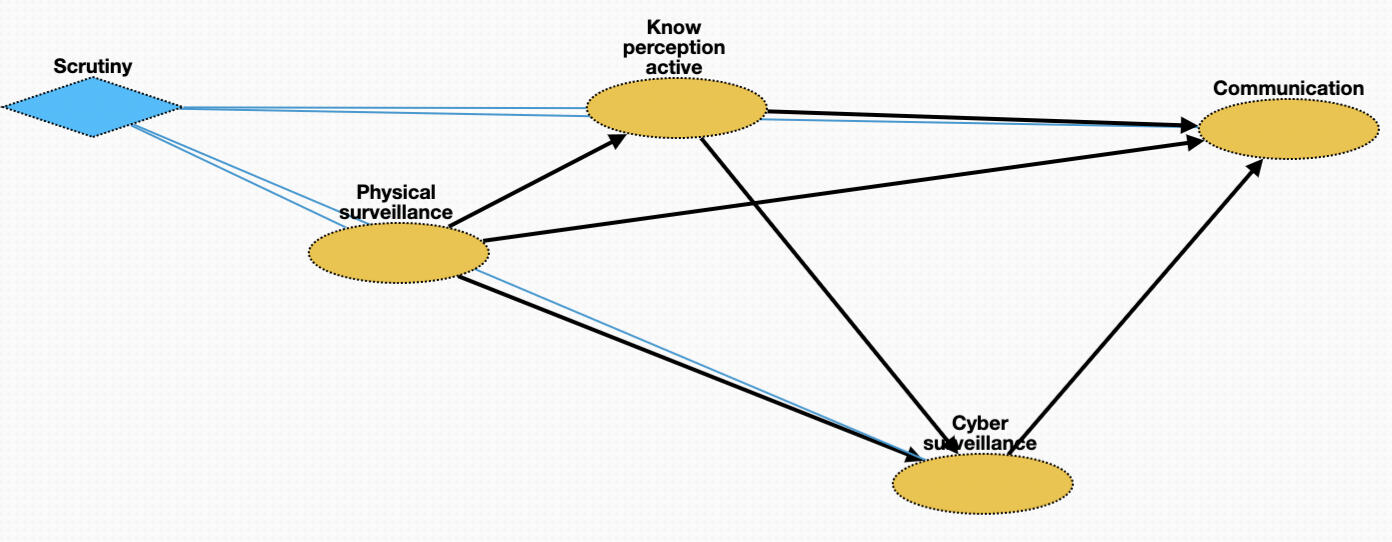 Scrutiny
Know
perception
active
Communication
Physical
surveillance
Cyber
surveillance